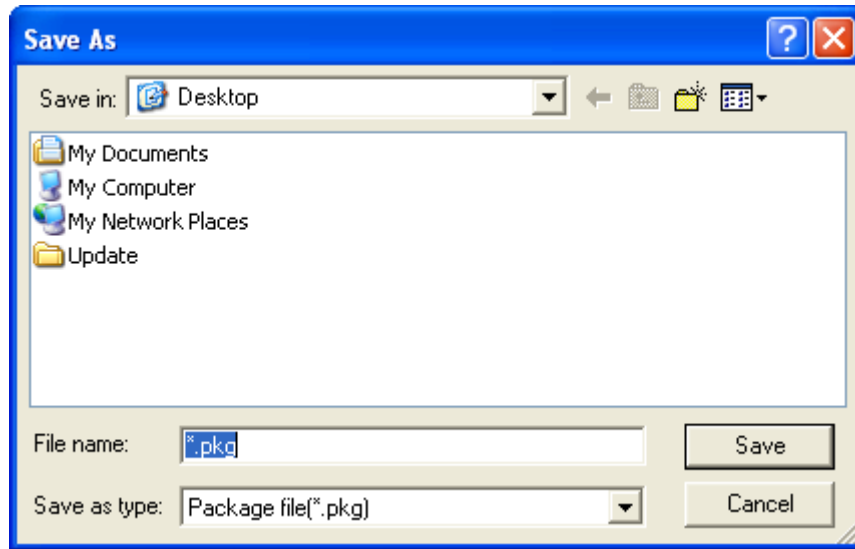 Save As
Save in: Desktop
My Documents
My Computer
My Network Places
Update
File name: *.pkg Save
Save as type: Package file(*.pkg) Cancel